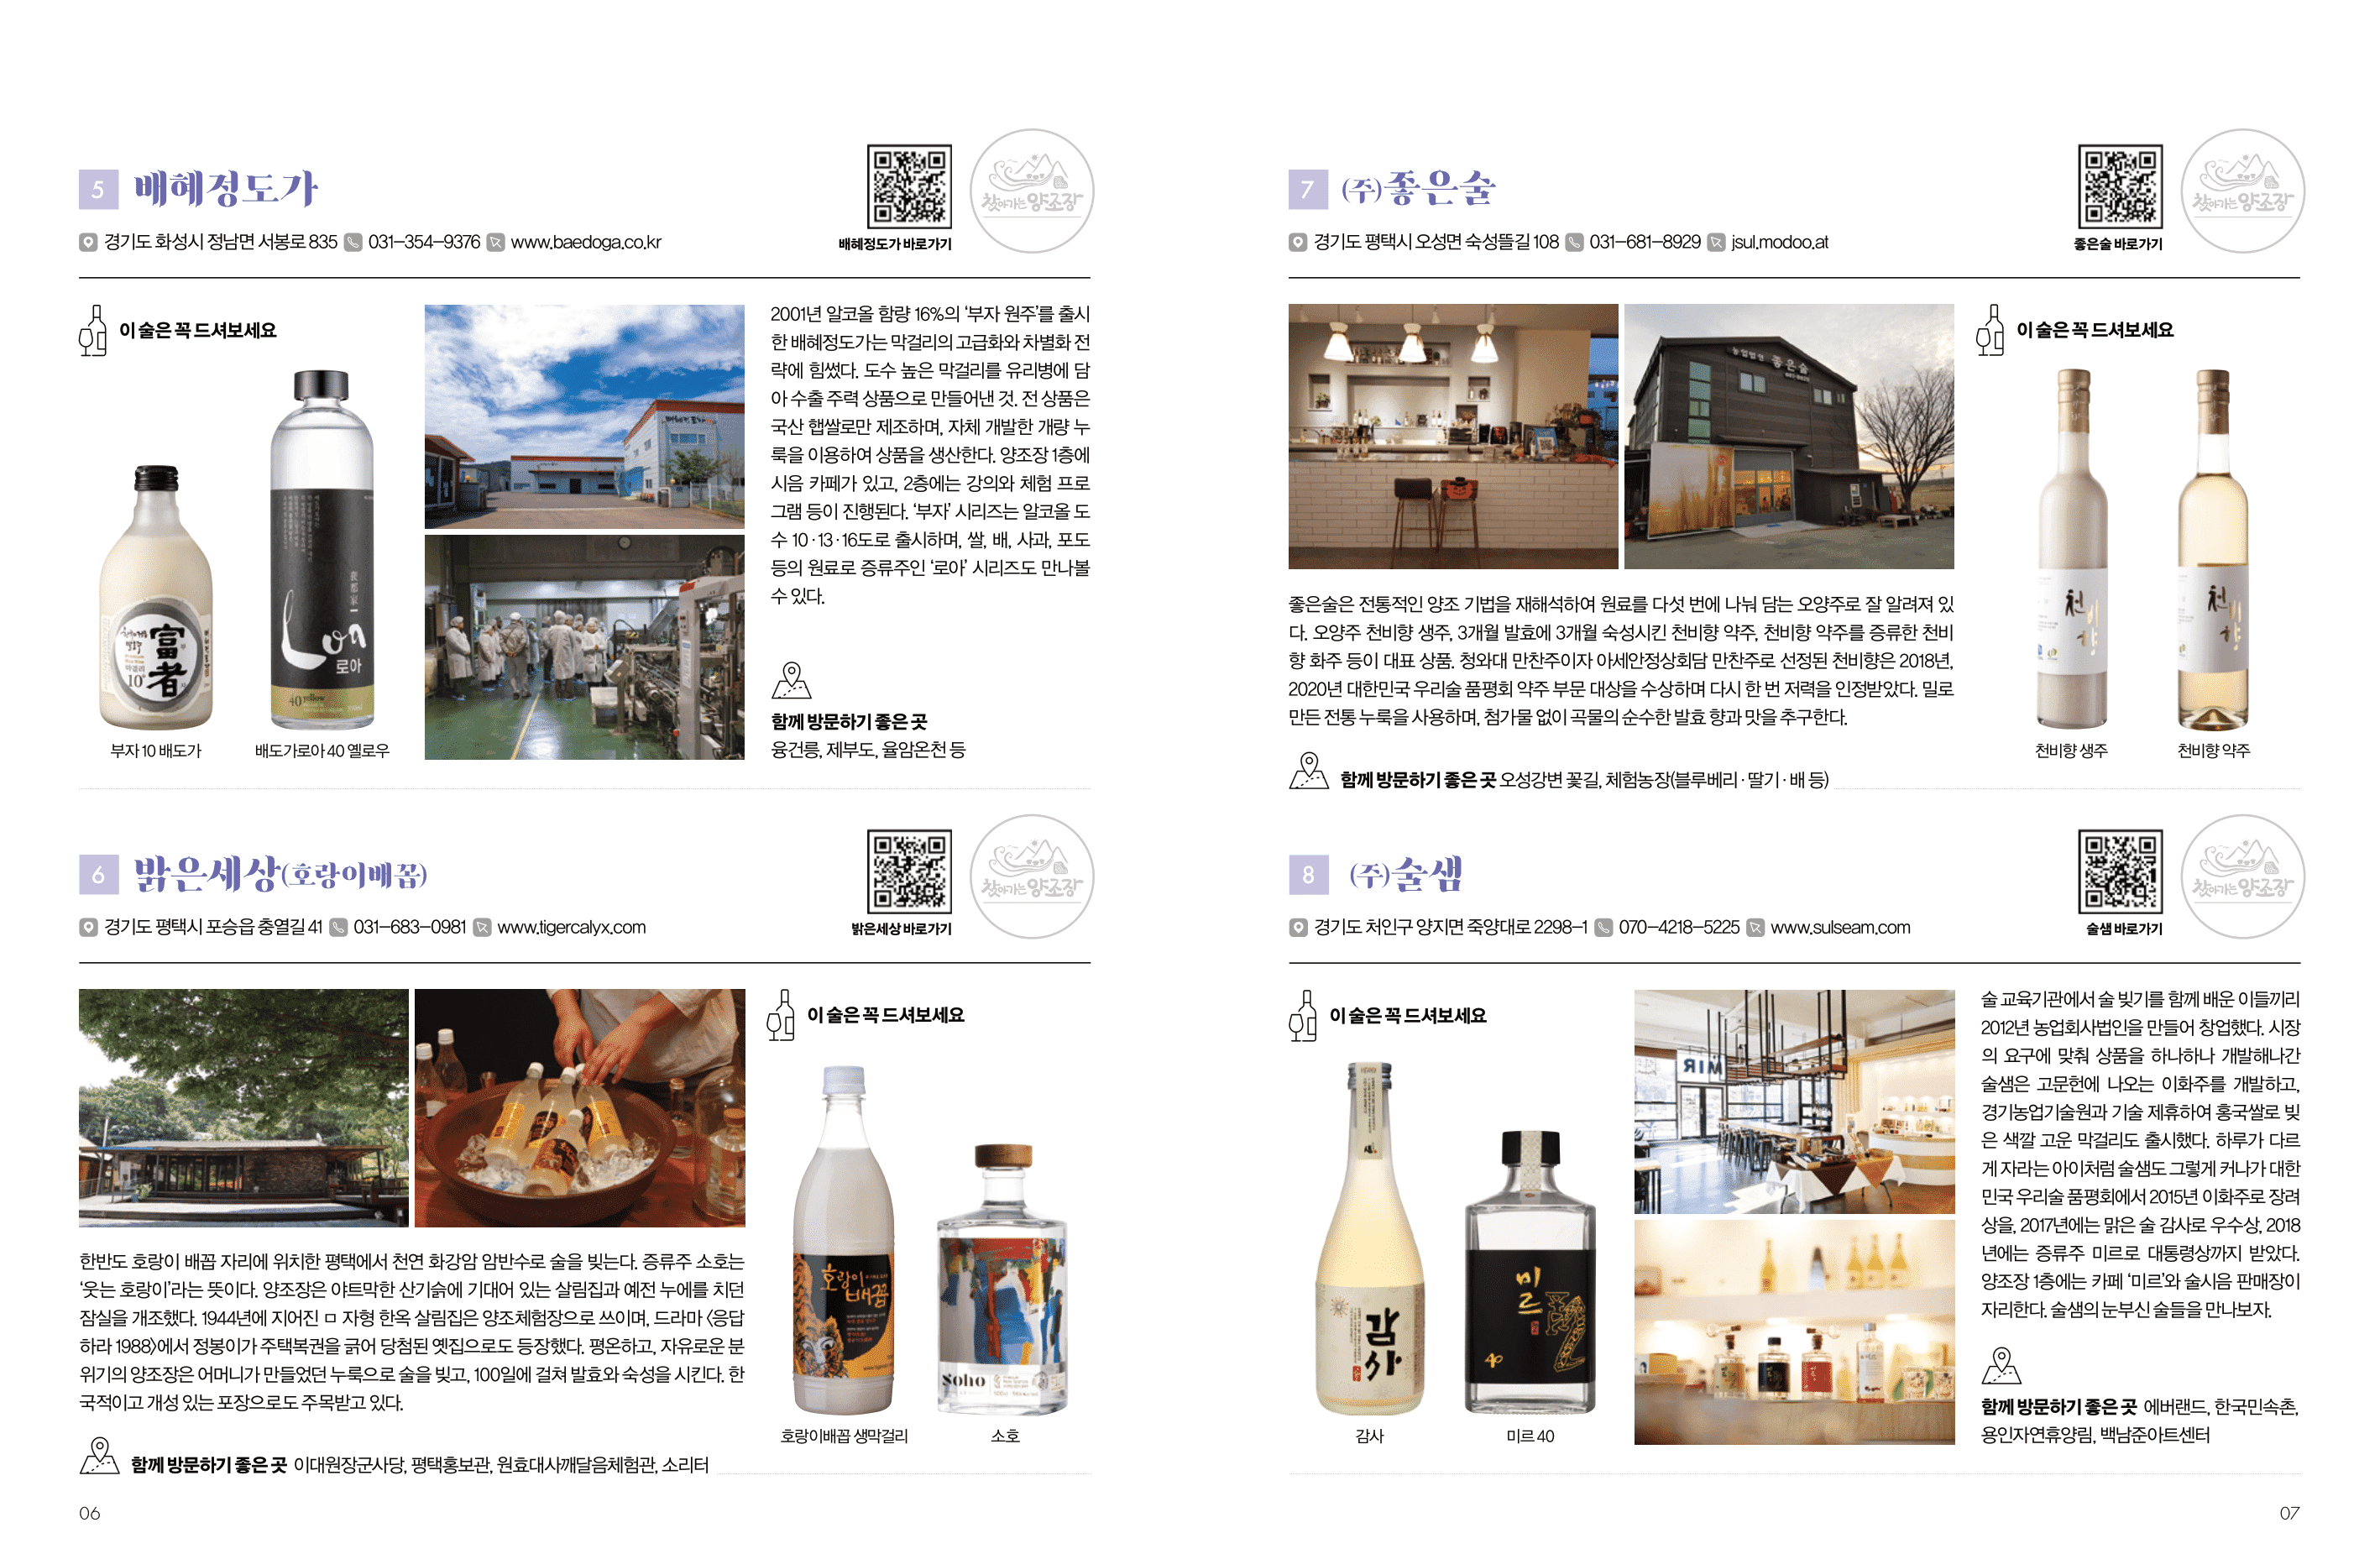 5 배혜정도가
경기도 화성시 정남면 서봉로 835 031-354-9376 www.baedoga.co.kr
배혜정도가 바로가기
찾아가는 양조장
이 술은 꼭 드셔보세요
배혜정도가
富者
10
Loa
로아
40 yellow
부자 10 배도가
배도가로아 40 옐로우
2001년 알코올 함량 16%의 ‘부자 원주’를 출시
한 배혜정도가는 막걸리의 고급화와 차별화 전
략에 힘썼다. 도수 높은 막걸리를 유리병에 담
아 수출 주력 상품으로 만들어낸 것. 전 상품은
국산 햅쌀로만 제조하며, 자체 개발한 개량 누
룩을 이용하여 상품을 생산한다. 양조장 1층에
시음 카페가 있고, 2층에는 강의와 체험 프로
그램 등이 진행된다. ‘부자’ 시리즈는 알코올 도
수 10·13·16도로 출시하며, 쌀, 배, 사과, 포도
등의 원료로 증류주인 ‘로아’ 시리즈도 만나볼
수 있다.
함께 방문하기 좋은 곳
융건릉, 제부도, 율암온천 등
6 밝은세상(호랑이배꼽)
경기도 평택시 포승읍 충열길 41 031-683-0981 www.tigercalyx.com
밝은세상 바로가기
찾아가는 양조장
이 술은 꼭 드셔보세요
호랑이
배꼽
Soho
호랑이배꼽 생막걸리
소호
한반도 호랑이 배꼽 자리에 위치한 평택에서 천연 화강암 암반수로 술을 빚는다. 증류주 소호는
‘웃는 호랑이’라는 뜻이다. 양조장은 야트막한 산기슭에 기대어 있는 살림집과 예전 누에를 치던
잠실을 개조했다. 1944년에 지어진 ㅁ 자형 한옥 살림집은 양조체험장으로 쓰이며, 드라마 〈응답
하라 1988〉에서 정봉이가 주택복권을 긁어 당첨된 옛집으로도 등장했다. 평온하고, 자유로운 분
위기의 양조장은 어머니가 만들었던 누룩으로 술을 빚고, 100일에 걸쳐 발효와 숙성을 시킨다. 한
국적이고 개성 있는 포장으로도 주목받고 있다.
함께 방문하기 좋은 곳 이대원장군사당, 평택홍보관, 원효대사깨달음체험관, 소리터
06
7 (주)좋은술
경기도 평택시 오성면 숙성뜰길 108 031-681-8929 jsul.modoo.at
좋은술 바로가기
찾아가는 양조장
농업법인 좋은술
이 술은 꼭 드셔보세요
천비향
천비향
천비향 생주
천비향 약주
좋은술은 전통적인 양조 기법을 재해석하여 원료를 다섯 번에 나눠 담는 오양주로 잘 알려져 있
다. 오양주 천비향 생주, 3개월 발효에 3개월 숙성시킨 천비향 약주, 천비향 약주를 증류한 천비
향 화주 등이 대표 상품. 청와대 만찬주이자 아세안정상회담 만찬주로 선정된 천비향은 2018년,
2020년 대한민국 우리술 품평회 약주 부문 대상을 수상하며 다시 한 번 저력을 인정받았다. 밀로
만든 전통 누룩을 사용하며, 첨가물 없이 곡물의 순수한 발효 향과 맛을 추구한다.
함께 방문하기 좋은 곳 오성강변 꽃길, 체험농장(블루베리·딸기·배 등)
8 (주)술샘
경기도 처인구 양지면 죽양대로 2298-1 070-4218-5225 www.sulseam.com
술샘 바로가기
찾아가는 양조장
이 술은 꼭 드셔보세요
감사
미르
40
MIR
감사
미르 40
술 교육기관에서 술 빚기를 함께 배운 이들끼리
2012년 농업회사법인을 만들어 창업했다. 시장
의 요구에 맞춰 상품을 하나하나 개발해나간
술샘은 고문헌에 나오는 이화주를 개발하고,
경기농업기술원과 기술 제휴하여 홍국쌀로 빚
은 색깔 고운 막걸리도 출시했다. 하루가 다르
게 자라는 아이처럼 술샘도 그렇게 커나가 대한
민국 우리술 품평회에서 2015년 이화주로 장려
상을, 2017년에는 맑은 술 감사로 우수상, 2018
년에는 증류주 미르로 대통령상까지 받았다.
양조장 1층에는 카페 ‘미르’와 술시음 판매장이
자리한다. 술샘의 눈부신 술들을 만나보자.
함께 방문하기 좋은 곳 에버랜드, 한국민속촌,
용인자연휴양림, 백남준아트센터
07